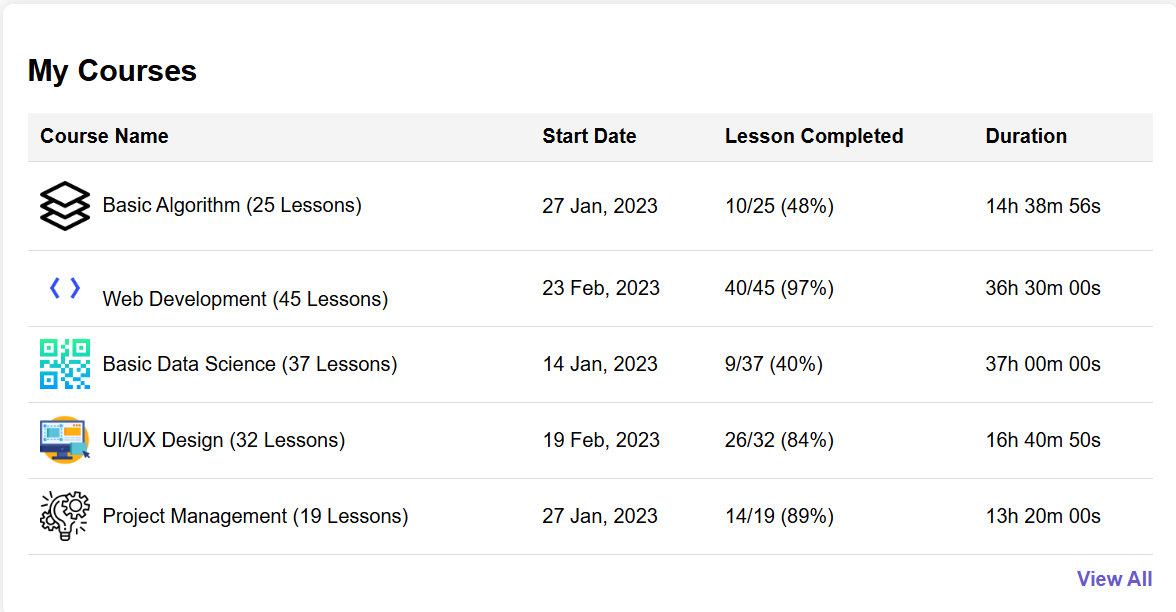 My Courses
Course Name Start Date Lesson Completed Duration
Basic Algorithm (25 Lessons) 27 Jan, 2023 10/25 (48%) 14h 38m 56s
Web Development (45 Lessons) 23 Feb, 2023 40/45 (97%) 36h 30m 00s
Basic Data Science (37 Lessons) 14 Jan, 2023 9/37 (40%) 37h 00m 00s
UI/UX Design (32 Lessons) 19 Feb, 2023 26/32 (84%) 16h 40m 50s
Project Management (19 Lessons) 27 Jan, 2023 14/19 (89%) 13h 20m 00s
View All